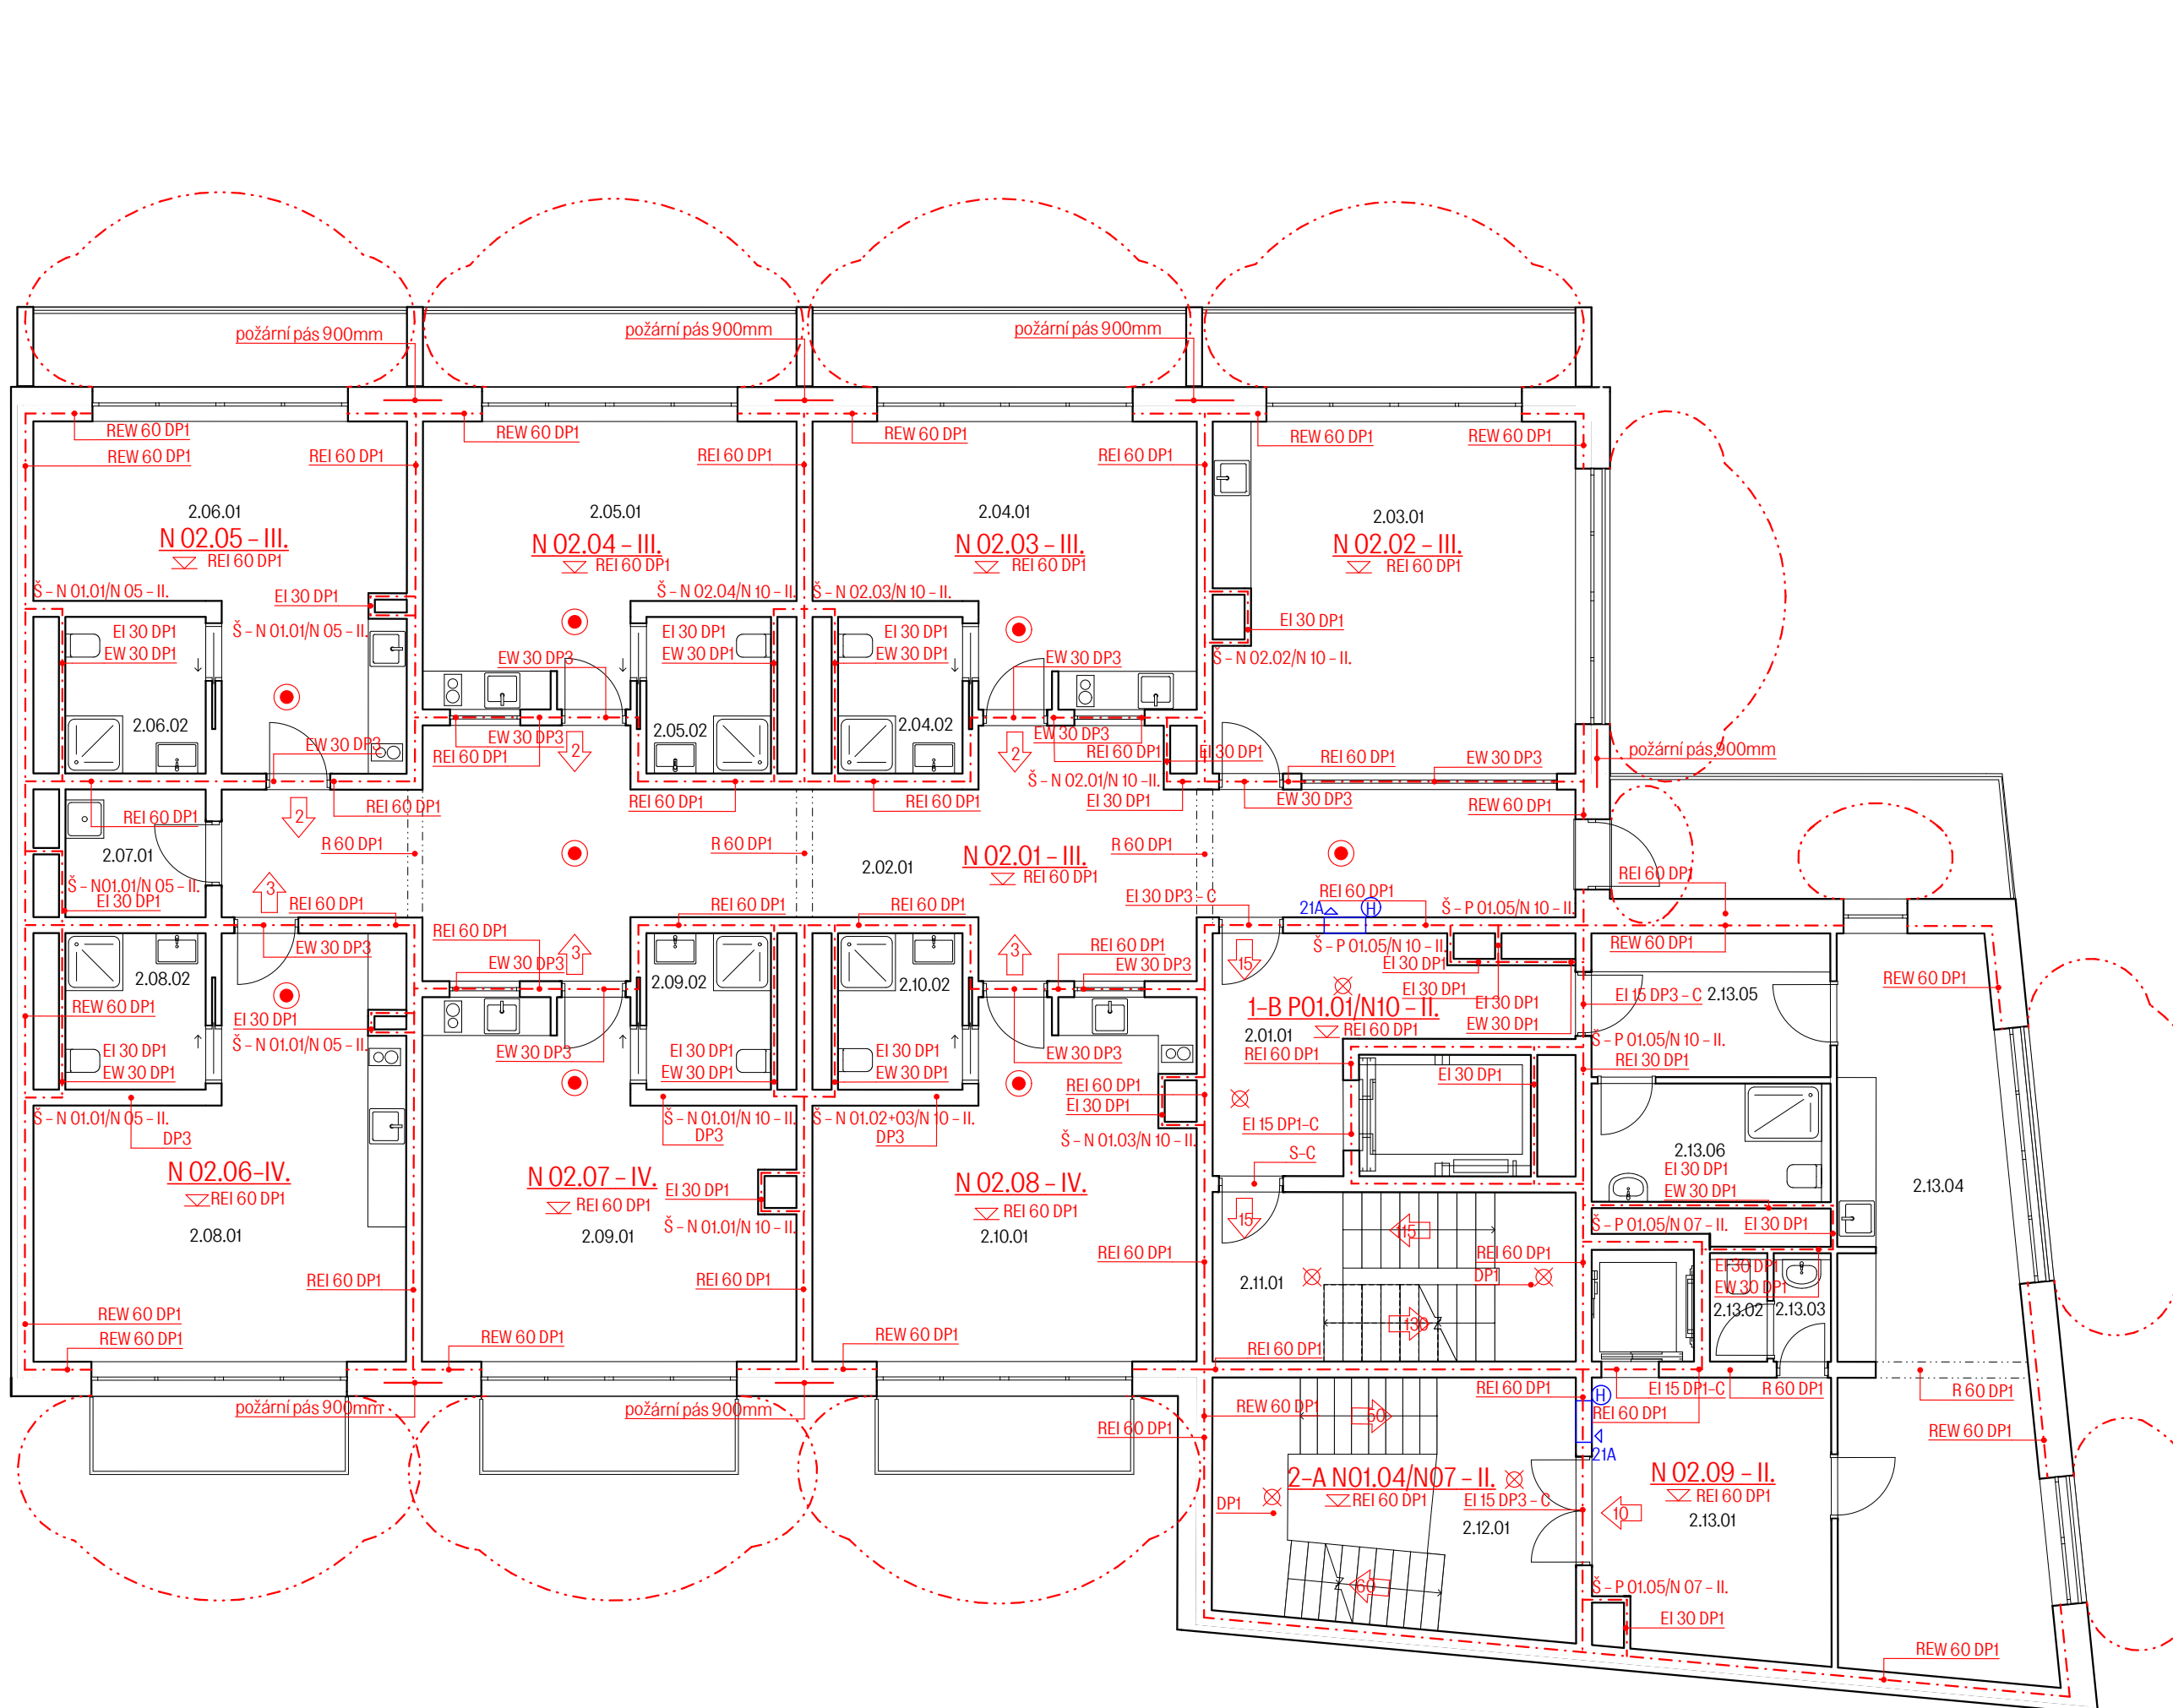 požární pás 900mm
požární pás 900mm
požární pás 900mm
REW 60 DP1
REW 60 DP1
REI 60 DP1
REW 60 DP1
REI 60 DP1
REW 60 DP1
REI 60 DP1
REW 60 DP1
REW 60 DP1
2.06.01
N 02.05 – III.
REI 60 DP1
2.05.01
N 02.04 – III.
REI 60 DP1
2.04.01
N 02.03 – III.
REI 60 DP1
2.03.01
N 02.02 – III.
REI 60 DP1
Š – N 01.01/N 05 – II.
EI 30 DP1
Š – N 02.04/N 10 – II.
Š – N 02.03/N 10 – II.
EI 30 DP1
EW 30 DP1
Š – N 01.01/N 05 – II.
EW 30 DP3
EI 30 DP1
EW 30 DP1
EI 30 DP1
EW 30 DP1
EW 30 DP3
EI 30 DP1
Š – N 02.02/N 10 – II.
2.06.02
EW 30 DP3
REI 60 DP1
EW 30 DP3
2
2.05.02
2.04.02
2
EW 30 DP3
REI 60 DP1
EI 30 DP1
REI 60 DP1
EW 30 DP3
požární pás 900mm
Š – N 02.01/N 10 – II.
EI 30 DP1
EW 30 DP3
REW 60 DP1
REI 60 DP1
2
REI 60 DP1
REI 60 DP1
REI 60 DP1
2.07.01
R 60 DP1
R 60 DP1
2.02.01
N 02.01 – III.
REI 60 DP1
R 60 DP1
Š – N01.01/N 05 – II.
EI 30 DP1
3
REI 60 DP1
REI 60 DP1
REI 60 DP1
EI 30 DP3 – C
REI 60 DP1
21A
H
Š – P 01.05/N 10 – II.
REI 60 DP1
REW 60 DP1
EW 30 DP3
REI 60 DP1
EW 30 DP3
3
3
REI 60 DP1
EW 30 DP3
15
Š – P 01.05/N 10 – II.
EI 30 DP1
EI 30 DP1
EI 30 DP1
EW 30 DP1
2.08.02
2.09.02
2.10.02
REW 60 DP1
EI 30 DP1
Š – N 01.01/N 05 – II.
1–B P01.01/N10 – II.
REI 60 DP1
2.01.01
REI 60 DP1
EI 15 DP3 – C
2.13.05
REW 60 DP1
Š – P 01.05/N 10 – II.
REI 30 DP1
EI 30 DP1
EW 30 DP1
EW 30 DP3
EI 30 DP1
EW 30 DP1
EI 30 DP1
EW 30 DP1
EW 30 DP3
REI 60 DP1
EI 30 DP1
Š – N 01.03/N 10 – II.
EI 30 DP1
EI 15 DP1–C
S–C
Š – N 01.01/N 05 – II.
DP3
Š – N 01.01/N 10 – II.
DP3
Š – N 01.02+03/N 10 – II.
DP3
2.13.06
EI 30 DP1
EW 30 DP1
2.13.04
N 02.06–IV.
REI 60 DP1
2.08.01
N 02.07 – IV.
REI 60 DP1
2.09.01
EI 30 DP1
Š – N 01.01/N 10 – II.
N 02.08 – IV.
REI 60 DP1
2.10.01
15
115
Š – P 01.05/N 07 – II.
EI 30 DP1
REI 60 DP1
REI 60 DP1
REI 60 DP1
REI 60 DP1
2.11.01
DP1
EI 30 DP1
EW 30 DP1
2.13.02
2.13.03
130
REW 60 DP1
REW 60 DP1
REW 60 DP1
REW 60 DP1
REI 60 DP1
požární pás 900mm
požární pás 900mm
REI 60 DP1
REW 60 DP1
50
REI 60 DP1
H
21A
EI 15 DP1–C
REI 60 DP1
R 60 DP1
R 60 DP1
REW 60 DP1
2–A N01.04/N07 – II.
REI 60 DP1
DP1
EI 15 DP3 – C
2.12.01
N 02.09 – II.
REI 60 DP1
10
2.13.01
60
Š – P 01.05/N 07 – II.
EI 30 DP1
REW 60 DP1